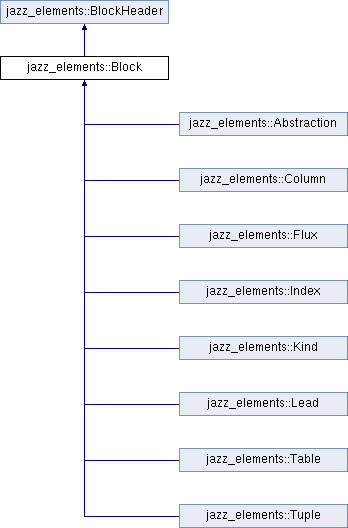 jazz_elements::BlockHeader
jazz_elements::Block
jazz_elements::Abstraction
jazz_elements::Column
jazz_elements::Flux
jazz_elements::Index
jazz_elements::Kind
jazz_elements::Lead
jazz_elements::Table
jazz_elements::Tuple